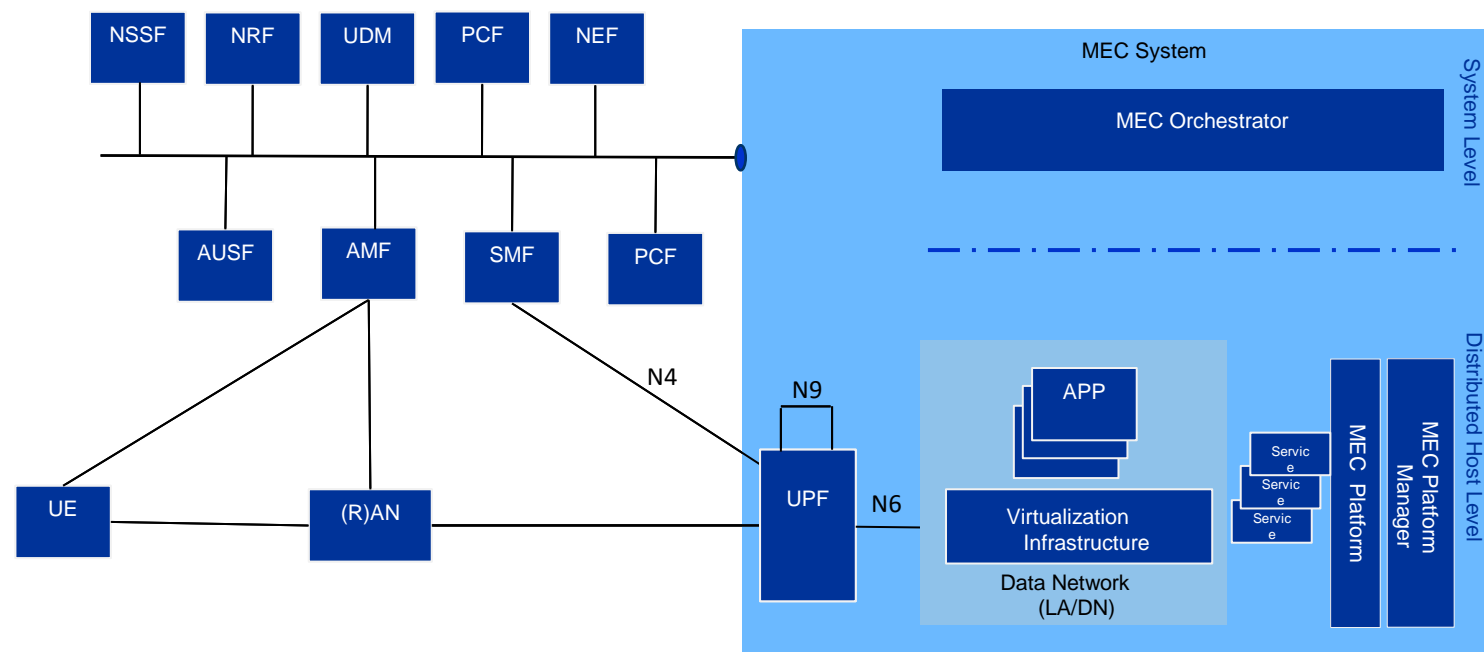 NSSF
NRF
UDM
PCF
NEF
MEC System
System Level
MEC Orchestrator
AUSF
AMF
SMF
PCF
N4
N9
APP
Distributed Host Level
UE
(R)AN
UPF
N6
Virtualization
Infrastructure
Data Network
(LA/DN)
Servic
e
Servic
e
Servic
e
MEC Platform
MEC Platform
Manager